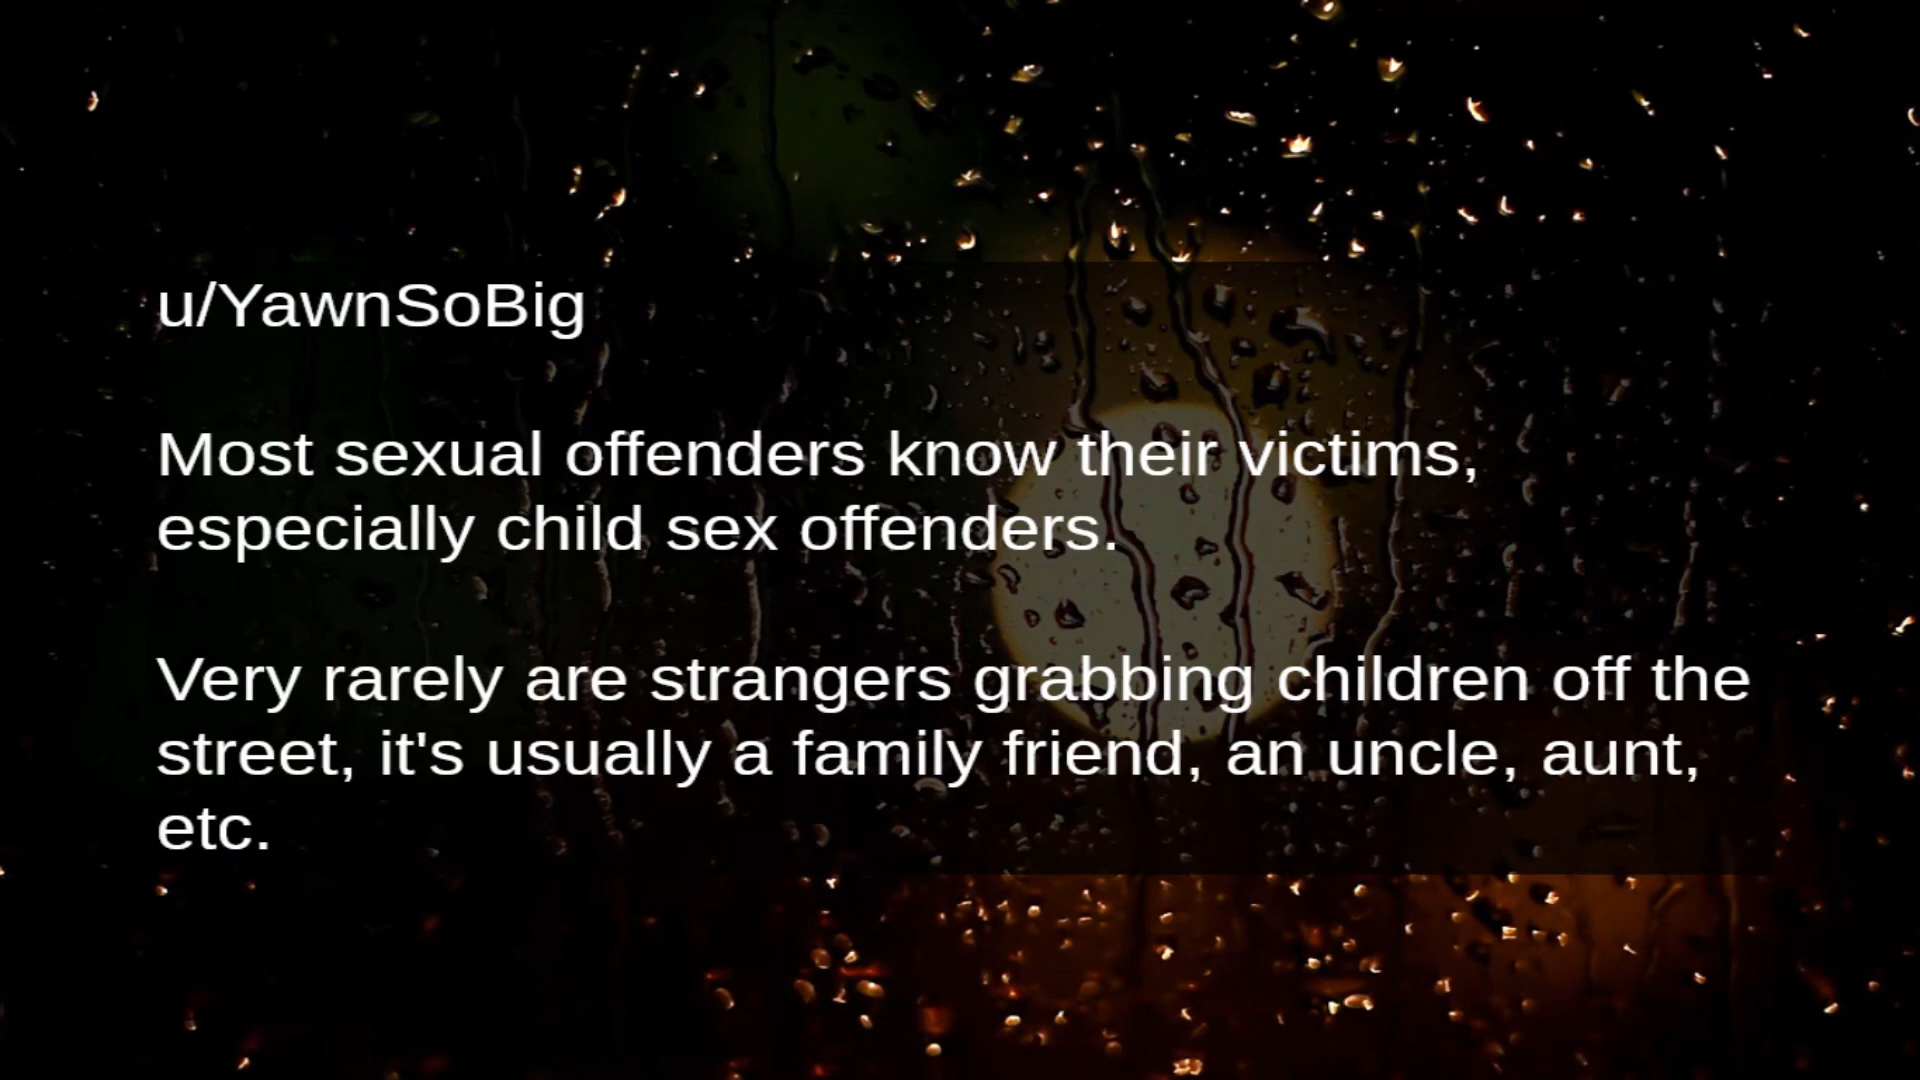 u/YawnSoBig
Most sexual offenders know their victims,
especially child sex offenders.
Very rarely are strangers grabbing children off the
street, it's usually a family friend, an uncle, aunt,
etc.